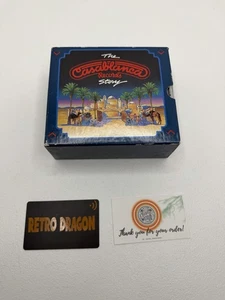 The
Casablanca
Records
Story
RETRO DRAGON
Thank you for your order!